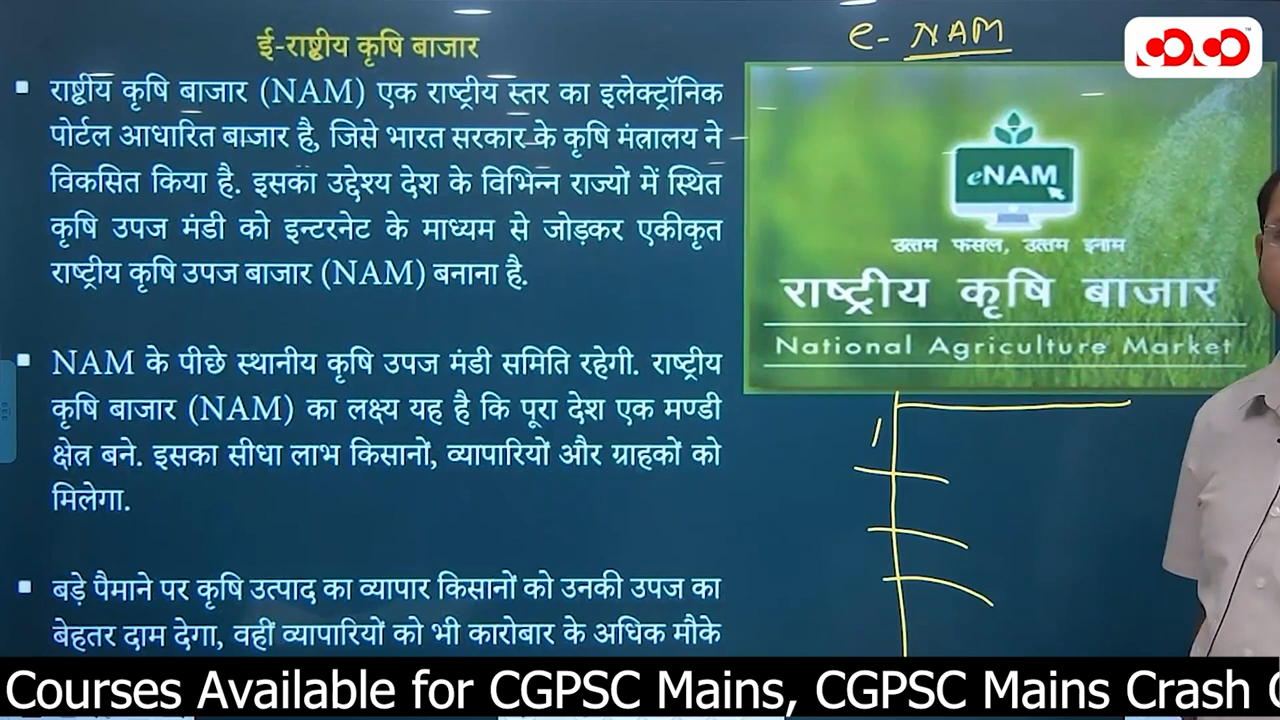 ई-राष्ट्रीय कृषि बाजार
राष्ट्रीय कृषि बाजार (NAM) एक राष्ट्रीय स्तर का इलेक्ट्रॉनिक
पोर्टल आधारित बाजार है, जिसे भारत सरकार के कृषि मंत्रालय ने
विकसित किया है. इसका उद्देश्य देश के विभिन्न राज्यों में स्थित
कृषि उपज मंडी को इन्टरनेट के माध्यम से जोड़कर एकीकृत
राष्ट्रीय कृषि उपज बाजार (NAM) बनाना है.
NAM के पीछे स्थानीय कृषि उपज मंडी समिति रहेगी. राष्ट्रीय
कृषि बाजार (NAM) का लक्ष्य यह है कि पूरा देश एक मण्डी
क्षेत्र बने. इसका सीधा लाभ किसानों, व्यापारियों और ग्राहकों को
मिलेगा.
बड़े पैमाने पर कृषि उत्पाद का व्यापार किसानों को उनकी उपज का
बेहतर दाम देगा, वहीं व्यापारियों को भी कारोबार के अधिक मौके
e- NAM
eNAM
उत्तम फसल, उत्तम इनाम
राष्ट्रीय कृषि बाजार
National Agriculture Market
1
Courses Available for CGPSC Mains, CGPSC Mains Crash